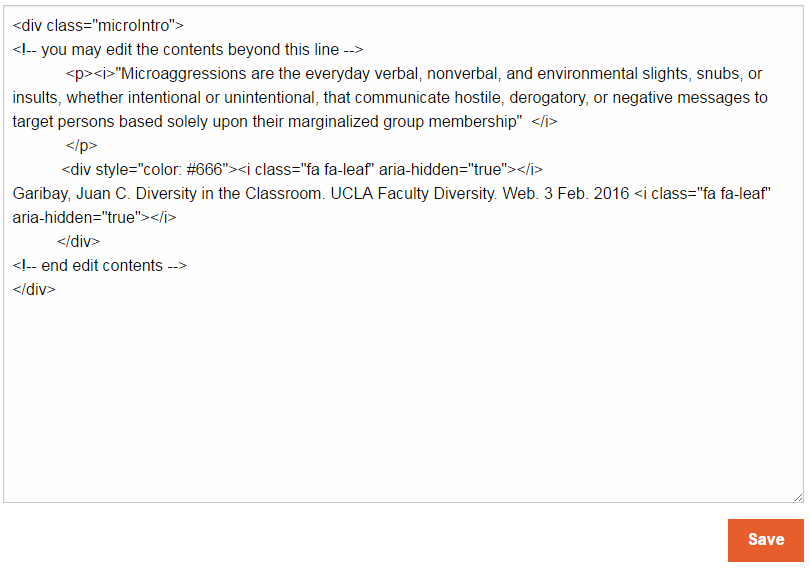 <div class="microIntro">
<!-- you may edit the contents beyond this line -->
<p><i>"Microaggressions are the everyday verbal, nonverbal, and environmental slights, snubs, or
insults, whether intentional or unintentional, that communicate hostile, derogatory, or negative messages to
target persons based solely upon their marginalized group membership"  </i>
</p>
<div style="color: #666"><i class="fa fa-leaf" aria-hidden="true"></i>
Garibay, Juan C. Diversity in the Classroom. UCLA Faculty Diversity. Web. 3 Feb. 2016 <i class="fa fa-leaf"
aria-hidden="true"></i>
</div>
<!-- end edit contents -->
</div>
Save